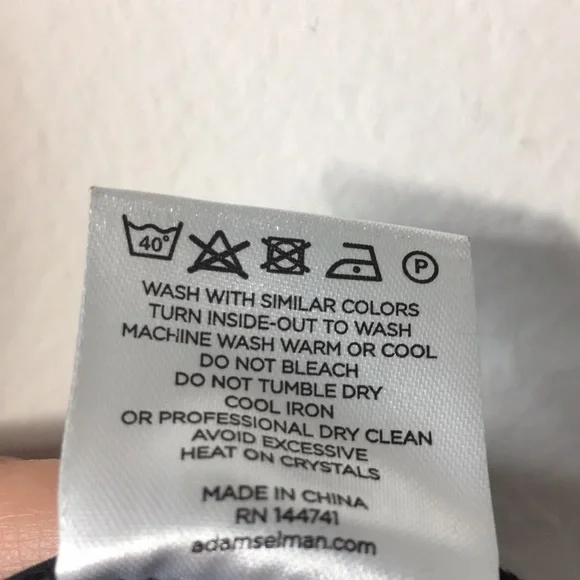 40°
P
WASH WITH SIMILAR COLORS
TURN INSIDE-OUT TO WASH
MACHINE WASH WARM OR COOL
DO NOT BLEACH
DO NOT TUMBLE DRY
COOL IRON
OR PROFESSIONAL DRY CLEAN
AVOID EXCESSIVE
HEAT ON CRYSTALS
MADE IN CHINA
RN 144741
adamselman.com